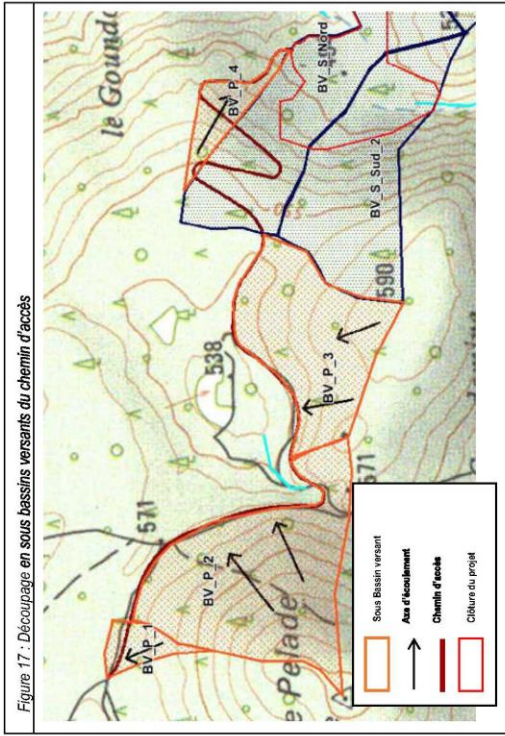 Figure 17 : Découpage en sous bassins versants du chemin d'accès
le Gound
BV_P_4
BV_S_Nord
BV_S_Sud_2
590
538
BV_P_3
571
571
BV_P_2
BV_P_1
e Pelade
Sous Bassin versant
Axe d'écoulement
Chemin d'accès
Clôture du projet